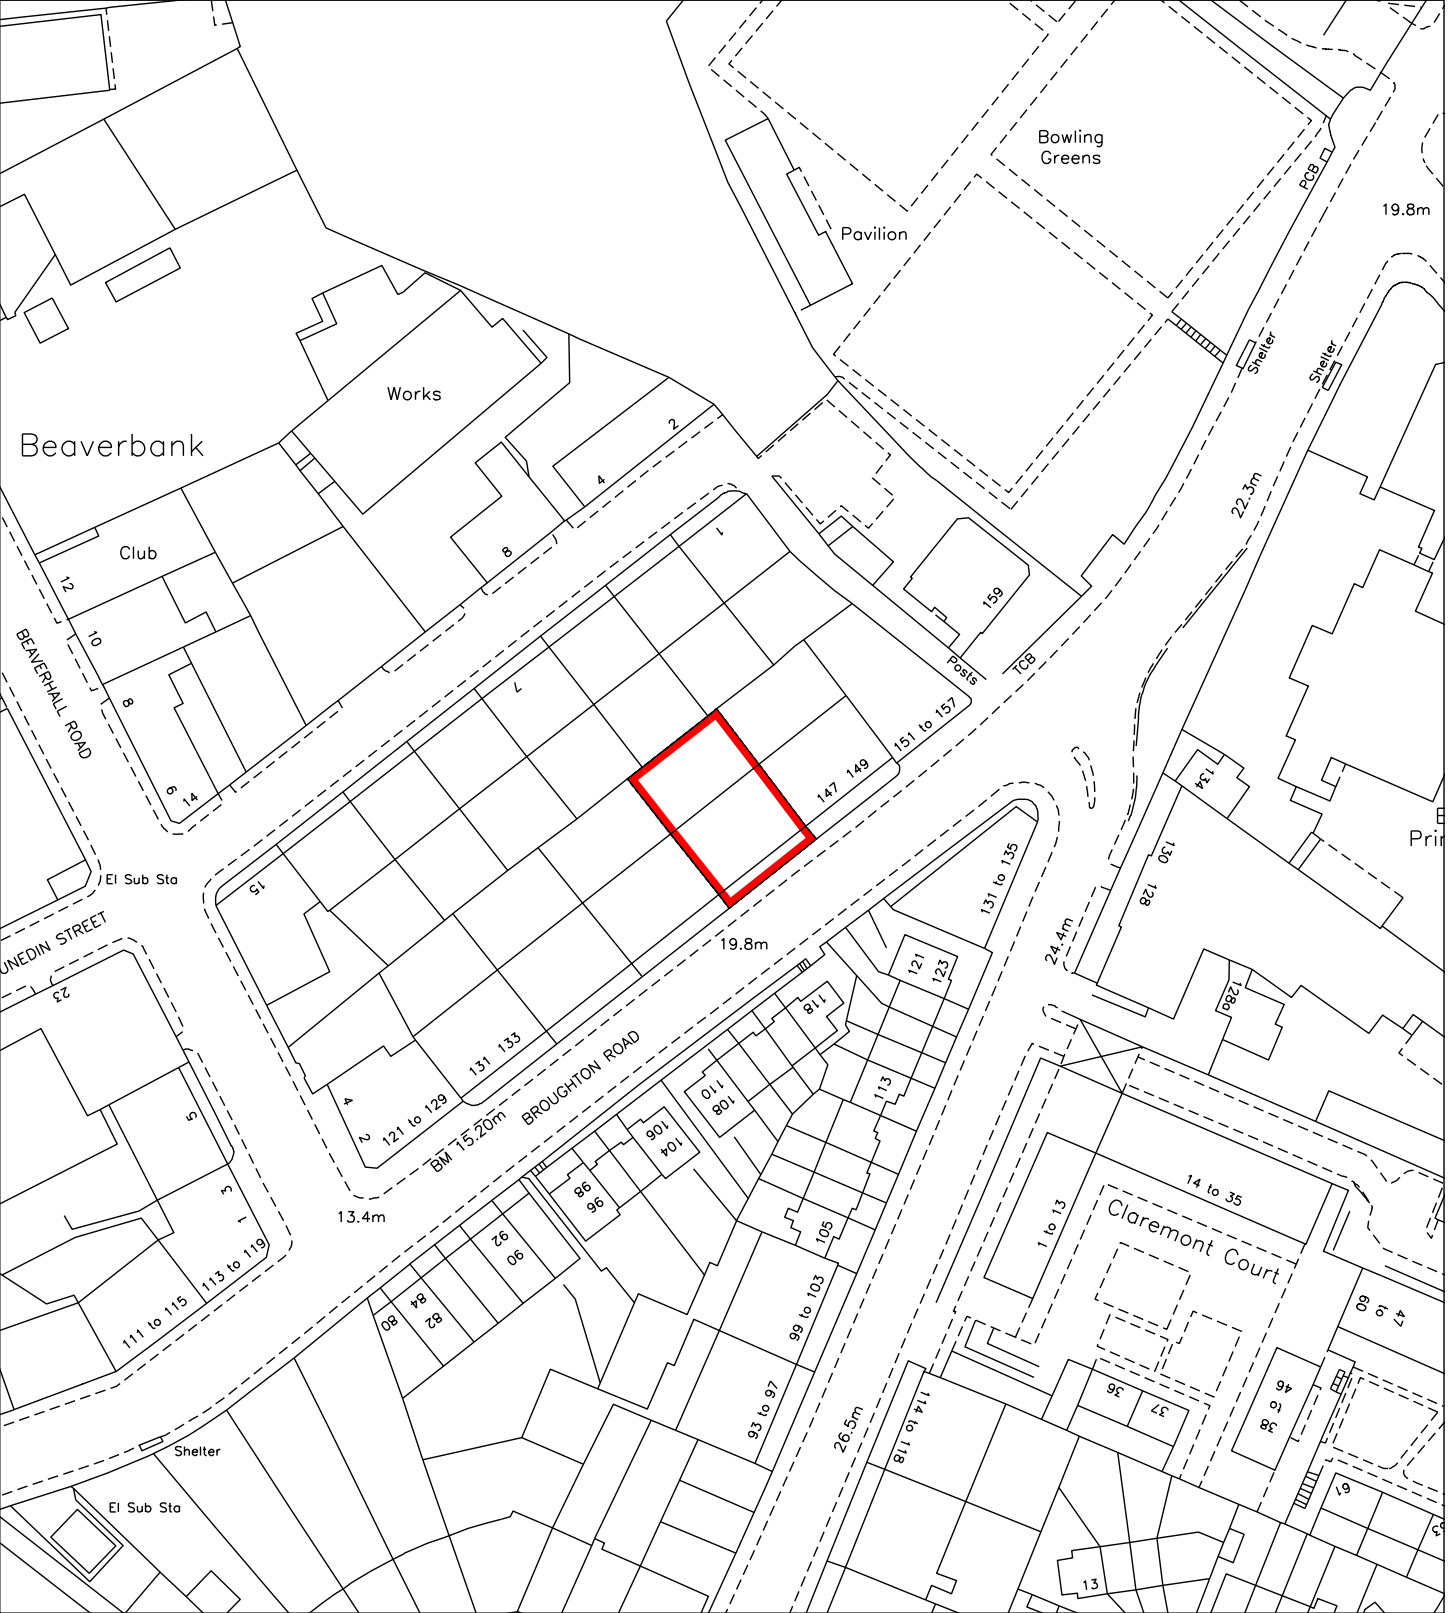 Bowling
Greens
PCB
19.8m
Pavilion
Shelter
Shelter
Works
Beaverbank
2
4
22.3m
8
1
Club
12
159
10
BEAVERHALL ROAD
Posts
TCB
7
8
151 to 157
149
147
134
6
14
130
131 to 135
El Sub Sta
15
128
UNEDIN STREET
19.8m
24.4m
121
123
23
128a
118
131 133
BROUGHTON ROAD
113
110
108
5
4
121 to 129
BM 15.20m
106
104
2
14 to 35
98
96
3
1
13.4m
1 to 13
Claremont Court
105
92
90
113 to 119
99 to 103
84
82
80
111 to 115
47
to
60
36
37
46
to
38
93 to 97
114 to 118
26.5m
Shelter
61
El Sub Sta
13